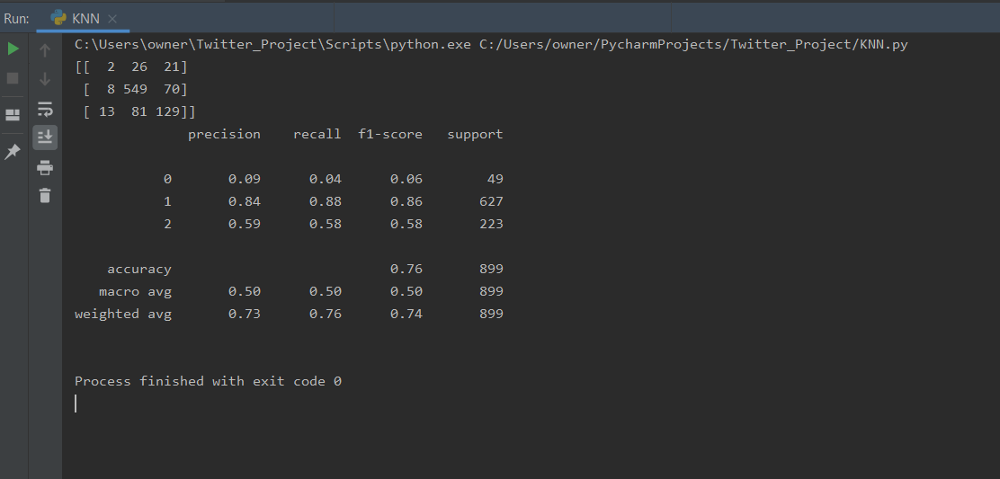 Run: KNN
C:\Users\owner\Twitter_Project\Scripts\python.exe C:/Users/owner/PycharmProjects/Twitter_Project/KNN.py
[[  2  26  21]
 [  8 549  70]
 [ 13  81 129]]
              precision    recall  f1-score   support

           0       0.09      0.04      0.06        49
           1       0.84      0.88      0.86       627
           2       0.59      0.58      0.58       223

    accuracy                           0.76       899
   macro avg       0.50      0.50      0.50       899
weighted avg       0.73      0.76      0.74       899

Process finished with exit code 0